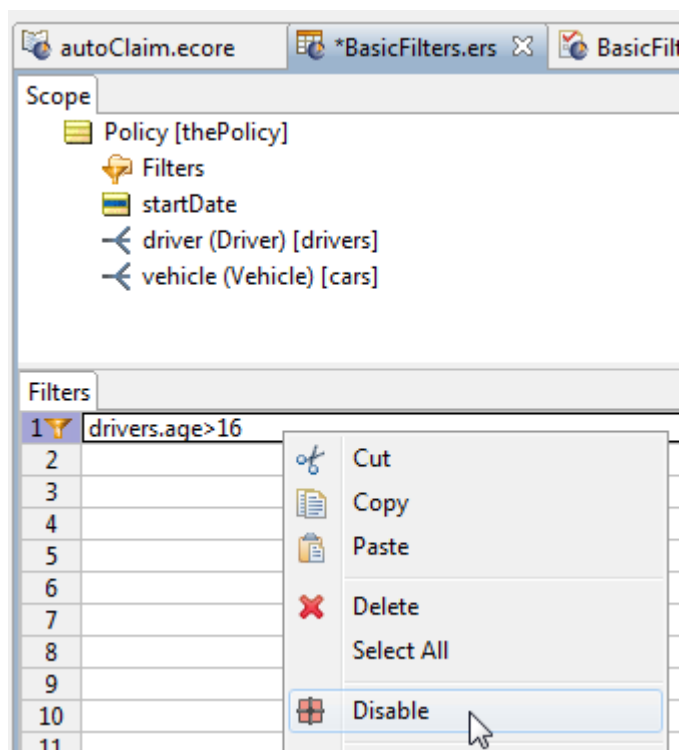 autoClaim.ecore *BasicFilters.ers BasicFilt
Scope
Policy [thePolicy]
Filters
startDate
driver (Driver) [drivers]
vehicle (Vehicle) [cars]
Filters
1 drivers.age>16
2 Cut
3 Copy
4
5 Paste
6
7 Delete
8 Select All
9
10 Disable
11